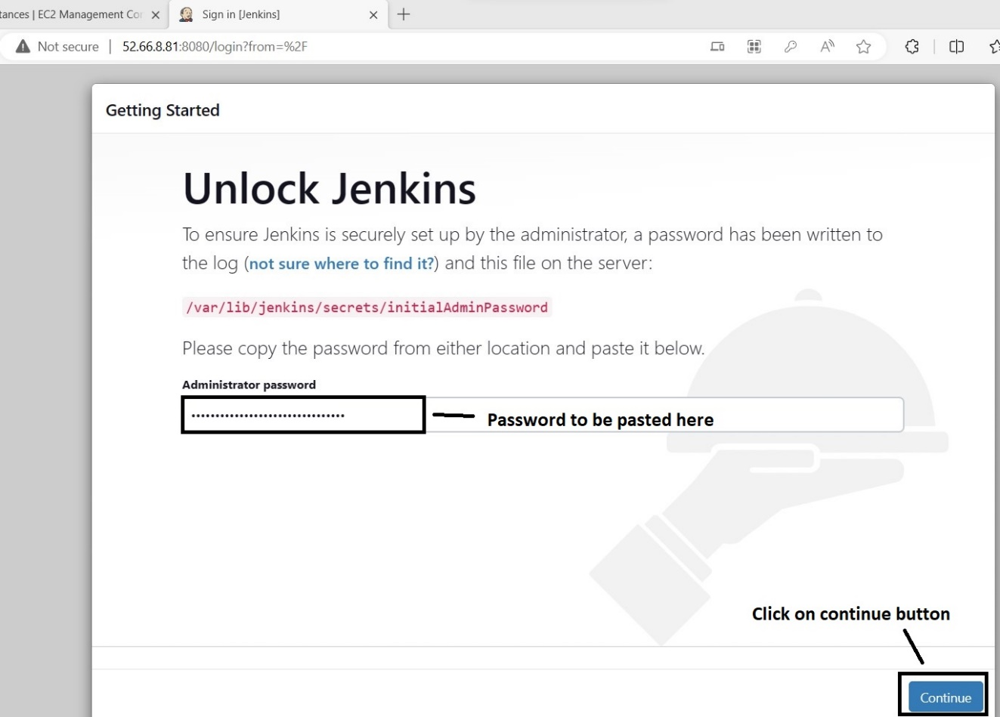 tances | EC2 Management Co
Sign in [Jenkins]
Not secure | 52.66.8.81:8080/login?from=%2F
Getting Started
Unlock Jenkins
To ensure Jenkins is securely set up by the administrator, a password has been written to
the log (not sure where to find it?) and this file on the server:
/var/lib/jenkins/secrets/initialAdminPassword
Please copy the password from either location and paste it below.
Administrator password
Password to be pasted here
Click on continue button
Continue